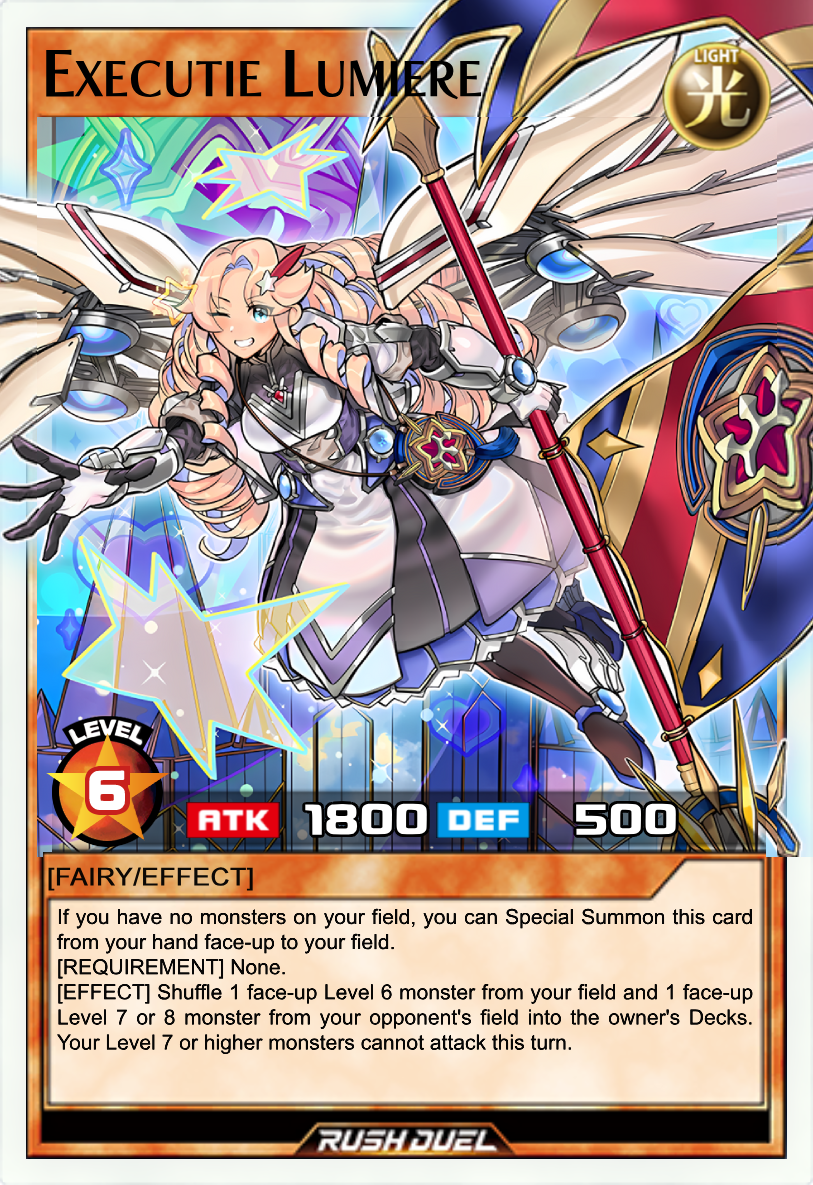 EXECUTIE LUMIERE
LIGHT
光
LEVEL
6
ATK 1800 DEF 500
[FAIRY/EFFECT]
If you have no monsters on your field, you can Special Summon this card
from your hand face-up to your field.
[REQUIREMENT] None.
[EFFECT] Shuffle 1 face-up Level 6 monster from your field and 1 face-up
Level 7 or 8 monster from your opponent's field into the owner's Decks.
Your Level 7 or higher monsters cannot attack this turn.
RUSH DUEL